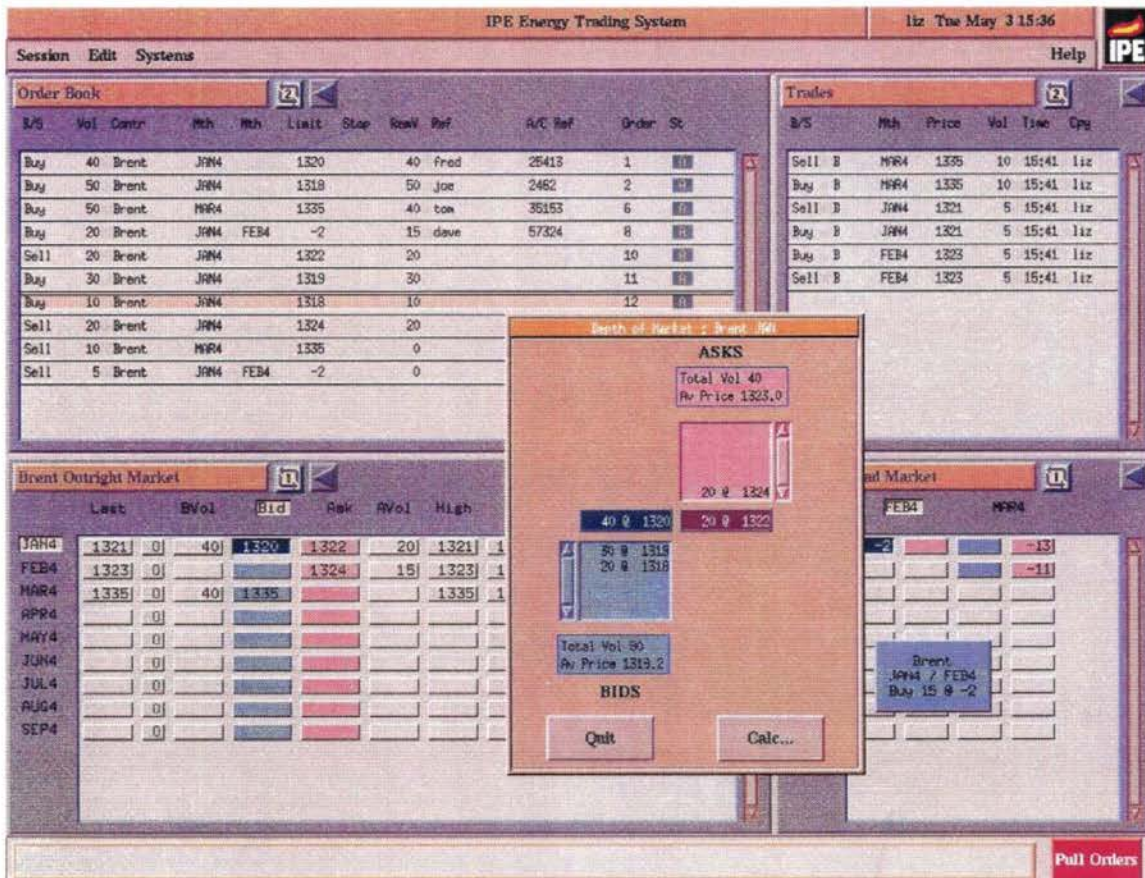 IPE Energy Trading System
liz Tue May 3 15:36
IPE
Session Edit Systems Help
Order Book 2
B/S Vol Contr Mth Mth Limit Stop RemV Ref A/C Ref Order St
Buy 40 Brent JAN4 1320 40 fred 25413 1 A
Buy 50 Brent JAN4 1318 50 joe 2462 2 A
Buy 50 Brent MAR4 1335 40 tom 35153 6 A
Buy 20 Brent JAN4 FEB4 -2 15 dave 57324 8 A
Sell 20 Brent JAN4 1322 20 10 A
Buy 30 Brent JAN4 1319 30 11 A
Buy 10 Brent JAN4 1318 10 12 A
Sell 20 Brent JAN4 1324 20
Sell 10 Brent MAR4 1335 0
Sell 5 Brent JAN4 FEB4 -2 0
Trades 2
B/S Mth Price Vol Time Cpy
Sell B MAR4 1335 10 15:41 liz
Buy B MAR4 1335 10 15:41 liz
Sell B JAN4 1321 5 15:41 liz
Buy B JAN4 1321 5 15:41 liz
Buy B FEB4 1323 5 15:41 liz
Sell B FEB4 1323 5 15:41 liz
Depth of Market : Brent JAN
ASKS
Total Vol 40
Av Price 1323.0
20 @ 1324
40 @ 1320 20 @ 1322
20 @ 1318
Av Price 1319.2
BIDS
Quit Calc...
Brent Outright Market 1
Last BVol Bid Ask AVol High
JAN4 1321 0 40 1320 1322 20 1321 1
FEB4 1323 0 1324 15 1323 1
MAR4 1335 0 40 1335 1335 1
APR4 0
MAY4 0
JUN4 0
JUL4 0
AUG4 0
SEP4 0
ad Market 1
FEB4 MAR4
-2 -13
-11
Brent
JAN4 / FEB4
Buy 15 @ -2
Pull Orders